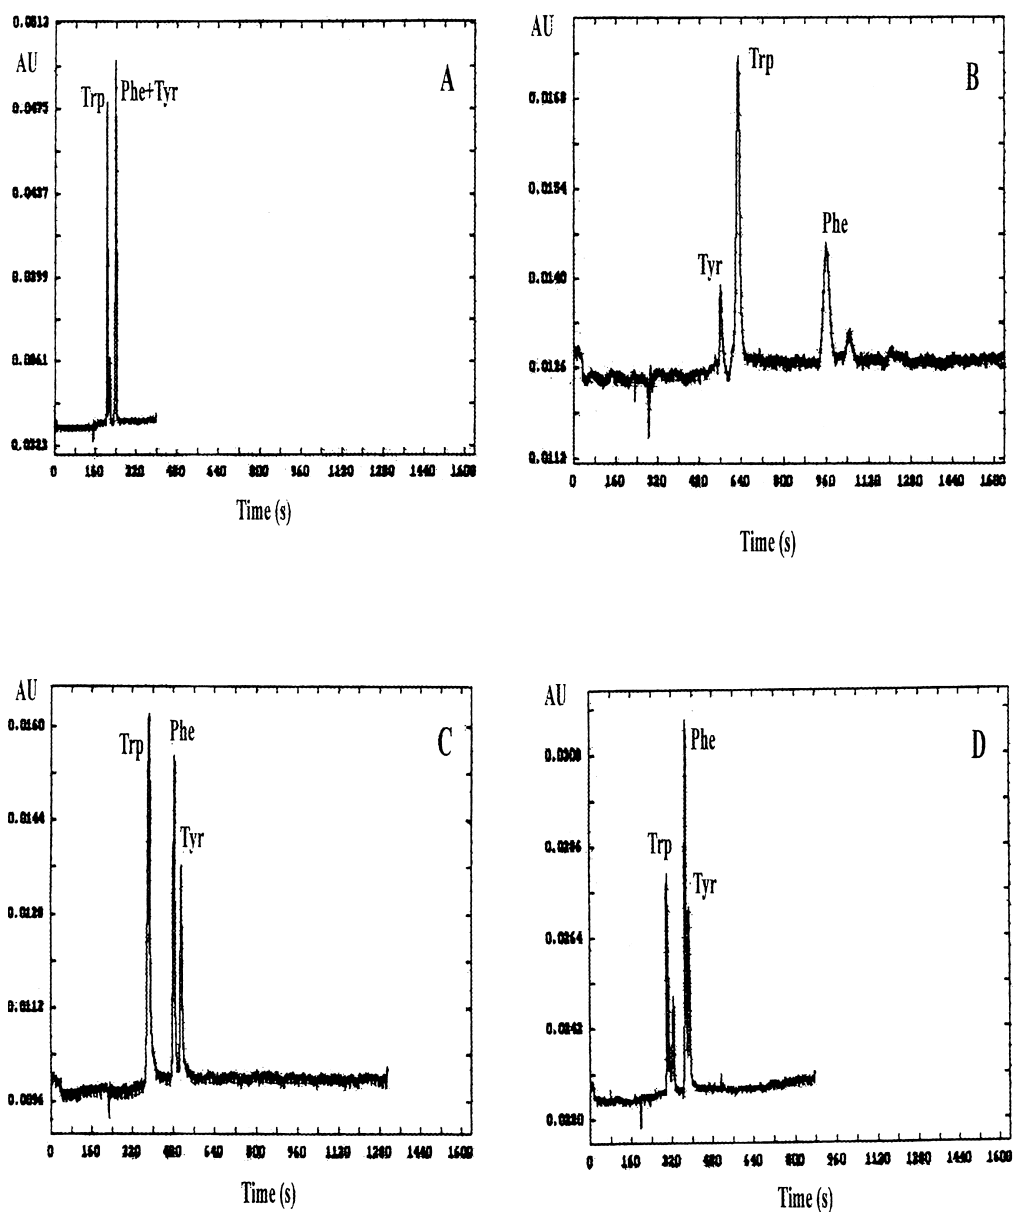 0.0513
AU
A
Trp
Phe+Tyr
0.0475
0.0437
0.0399
0.0361
0.0323
0 160 320 480 640 800 960 1120 1280 1440 1600
Time (s)
AU
B
Trp
0.0168
0.0154
Phe
Tyr
0.0140
0.0126
0.0112
0 160 320 480 640 800 960 1120 1280 1440 1600
Time (s)
AU
C
0.0160
Trp
Phe
0.0144
Tyr
0.0128
0.0112
0.0896
0 160 320 480 640 800 960 1120 1280 1440 1600
Time (s)
AU
D
Phe
0.0308
Trp
0.0286
Tyr
0.0264
0.0242
0.0220
0 160 320 480 640 800 960 1120 1280 1440 1600
Time (s)